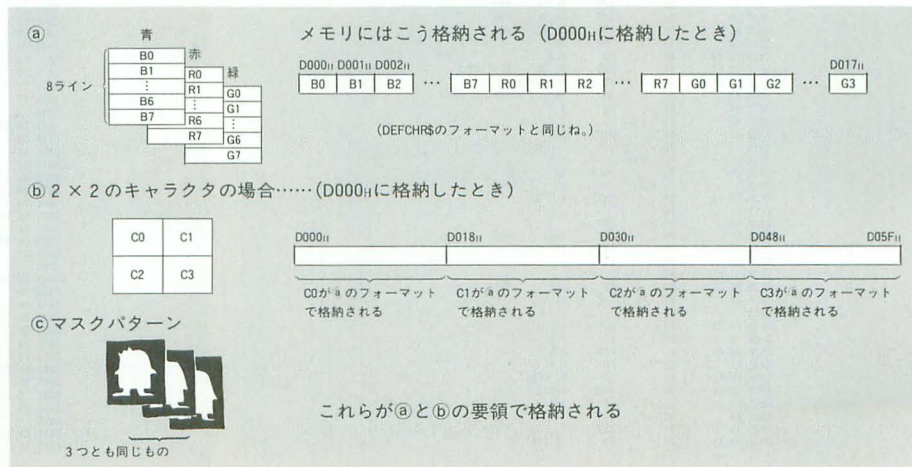 ⓐ
青
メモリにはこう格納される (D000Hに格納したとき)
赤
緑
8ライン
B0
B1
⋮
B6
B7
R0
R1
⋮
R6
R7
G0
G1
⋮
G6
G7
D000H D001H D002H D017H
B0 B1 B2 … B7 R0 R1 R2 … R7 G0 G1 G2 … G3
(DEFCHR$のフォーマットと同じね。)
ⓑ2×2のキャラクタの場合……(D000Hに格納したとき)
C0 C1
C2 C3
D000H D018H D030H D048H D05FH
C0がⓐのフォーマットで格納される
C1がⓐのフォーマットで格納される
C2がⓐのフォーマットで格納される
C3がⓐのフォーマットで格納される
ⓒマスクパターン
これらがⓐとⓑの要領で格納される
3つとも同じもの